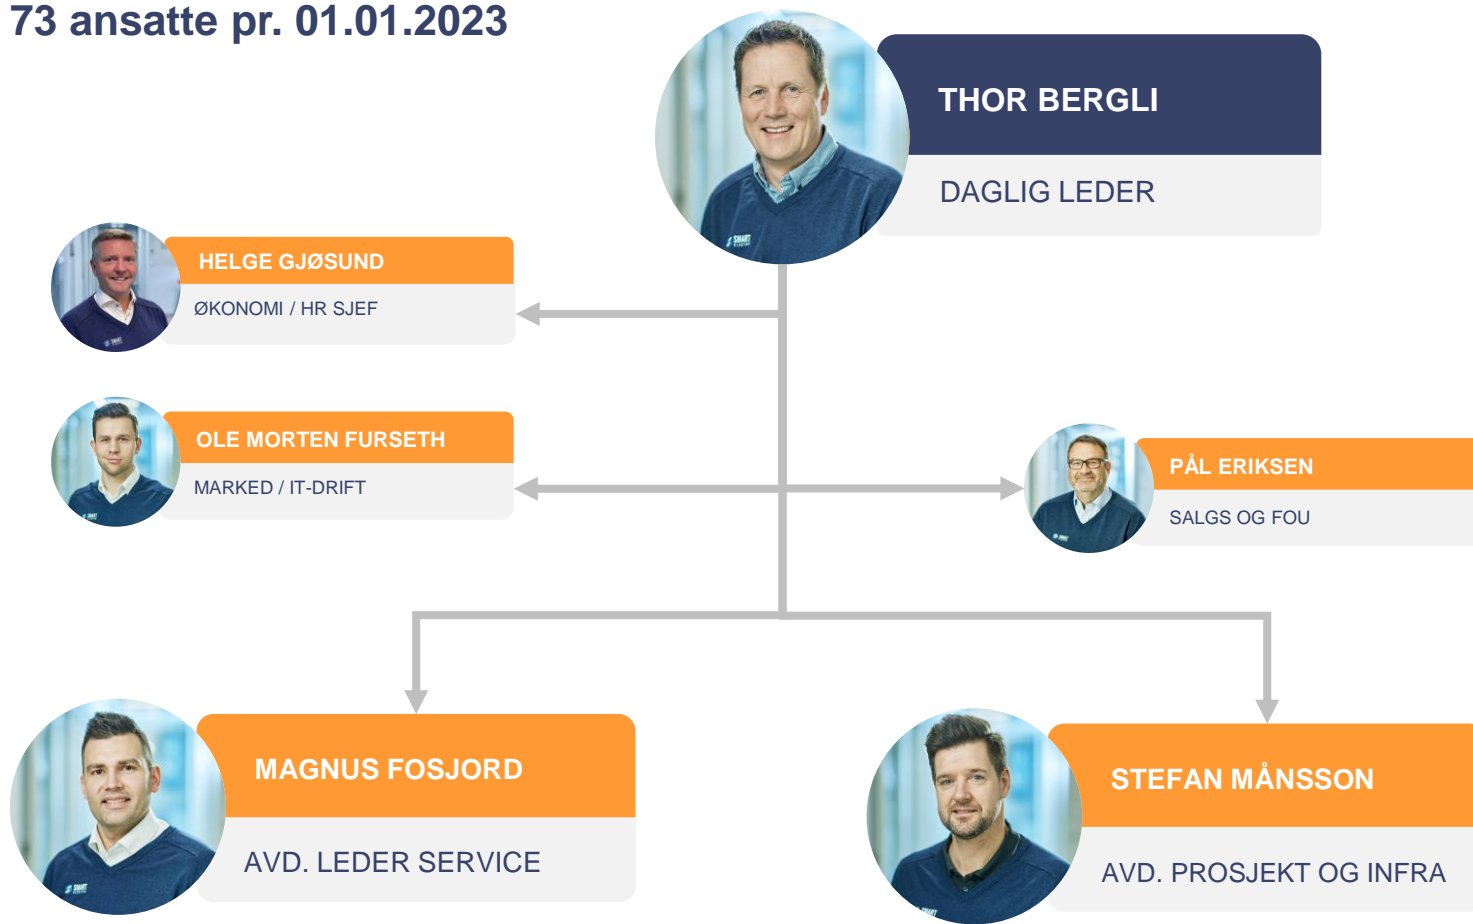 73 ansatte pr. 01.01.2023
THOR BERGLI
DAGLIG LEDER
HELGE GJØSUND
ØKONOMI / HR SJEF
OLE MORTEN FURSETH
MARKED / IT-DRIFT
PÅL ERIKSEN
SALGS OG FOU
MAGNUS FOSJORD
AVD. LEDER SERVICE
STEFAN MÅNSSON
AVD. PROSJEKT OG INFRA